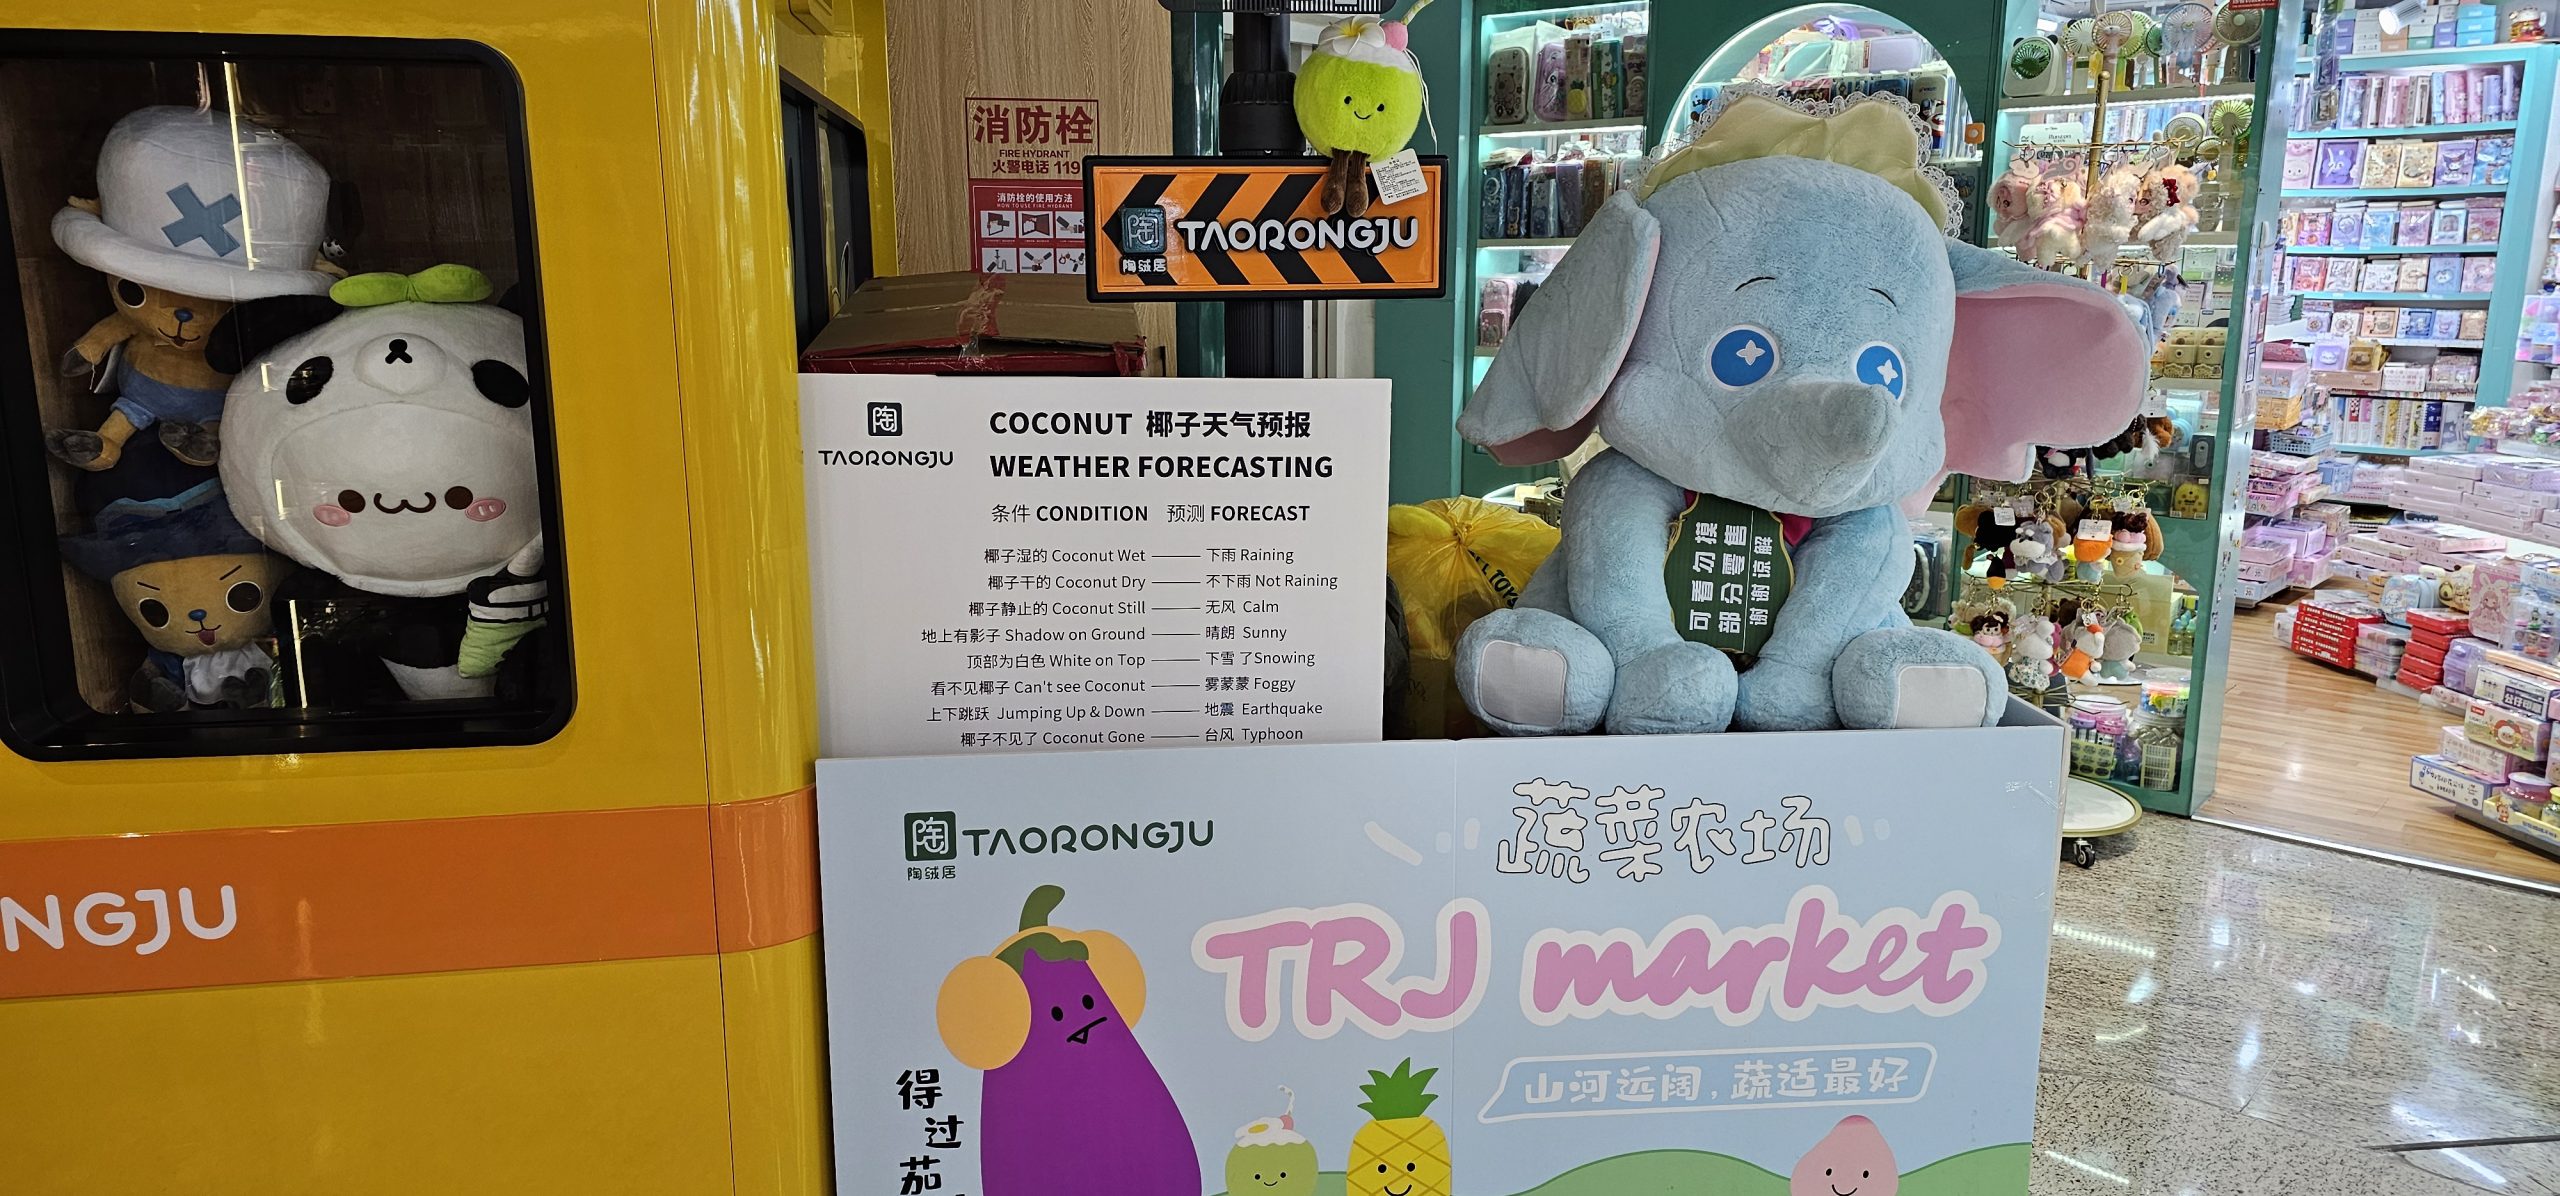 消防栓
FIRE HYDRANT
火警电话 119
消防栓的使用方法
HOW TO USE FIRE HYDRANT
陶 TAORONGJU
陶绒居
陶
TAORONGJU
COCONUT 椰子天气预报
WEATHER FORECASTING
条件 CONDITION 预测 FORECAST
椰子湿的 Coconut Wet —— 下雨 Raining
椰子干的 Coconut Dry —— 不下雨 Not Raining
椰子静止的 Coconut Still —— 无风 Calm
地上有影子 Shadow on Ground —— 晴朗 Sunny
顶部为白色 White on Top —— 下雪了Snowing
看不见椰子 Can't see Coconut —— 雾蒙蒙 Foggy
上下跳跃 Jumping Up & Down —— 地震 Earthquake
椰子不见了 Coconut Gone —— 台风 Typhoon
可看勿摸
部分零售
谢谢谅解
NGJU
陶 TAORONGJU
陶绒居
蔬菜农场
TRJ market
山河远阔,蔬适最好
得过茄